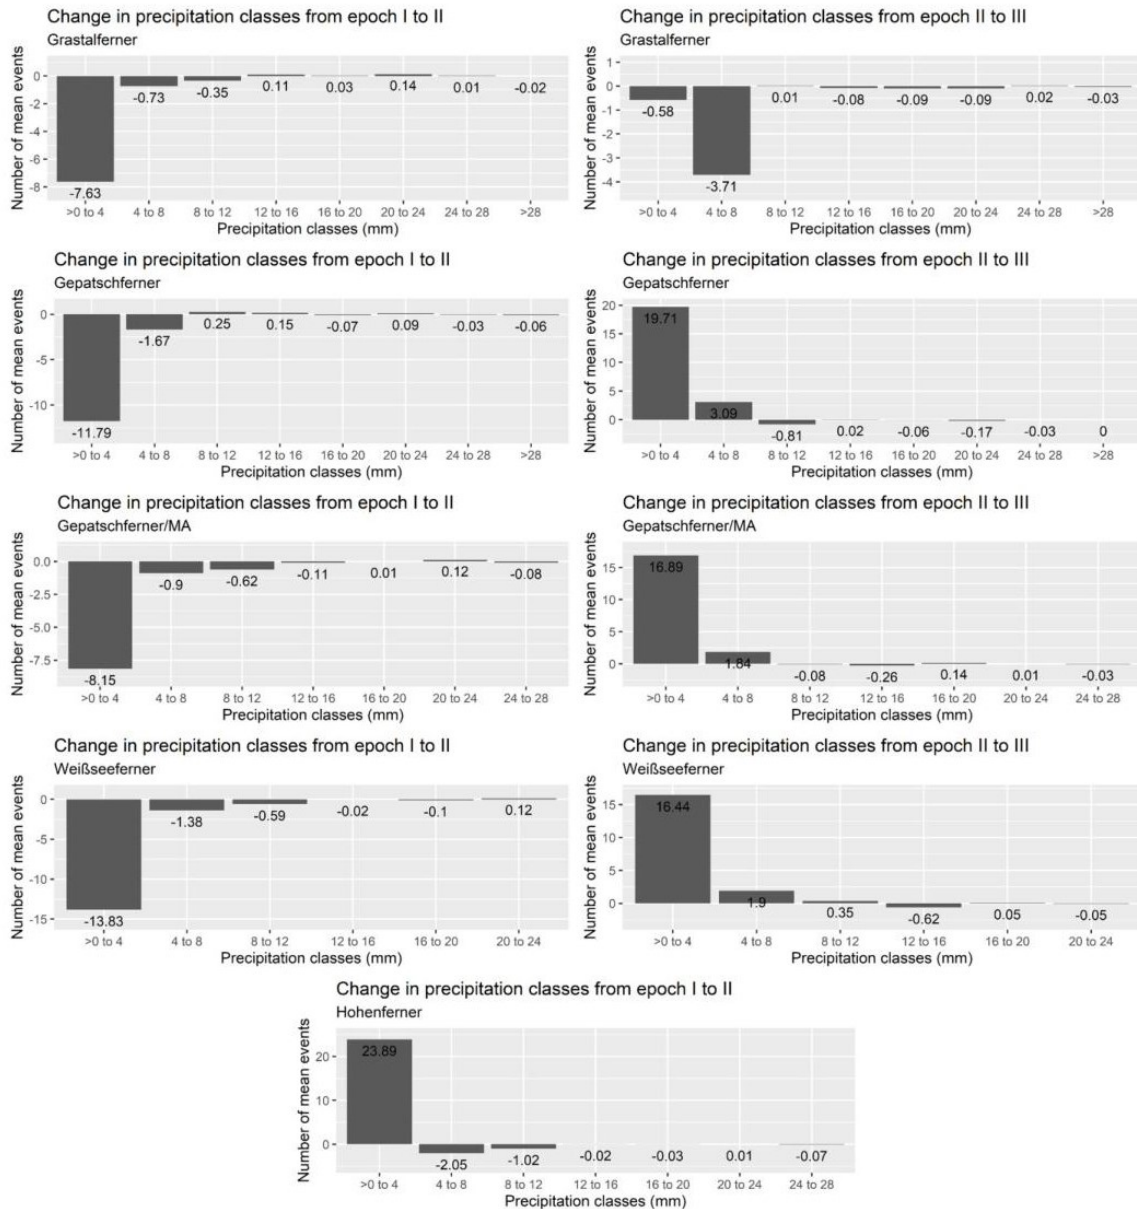 Change in precipitation classes from epoch I to II
Grastalferner
Number of mean events
0
-2
-4
-6
-8
-7.63
-0.73
-0.35
0.11
0.03
0.14
0.01
-0.02
>0 to 4
4 to 8
8 to 12
12 to 16
16 to 20
20 to 24
24 to 28
>28
Precipitation classes (mm)
Change in precipitation classes from epoch II to III
Grastalferner
Number of mean events
1
0
-1
-2
-3
-4
-0.58
-3.71
0.01
-0.08
-0.09
-0.09
0.02
-0.03
>0 to 4
4 to 8
8 to 12
12 to 16
16 to 20
20 to 24
24 to 28
>28
Precipitation classes (mm)
Change in precipitation classes from epoch I to II
Gepatschferner
Number of mean events
0
-5
-10
-11.79
-1.67
0.25
0.15
-0.07
0.09
-0.03
-0.06
>0 to 4
4 to 8
8 to 12
12 to 16
16 to 20
20 to 24
24 to 28
>28
Precipitation classes (mm)
Change in precipitation classes from epoch II to III
Gepatschferner
Number of mean events
20
15
10
5
0
19.71
3.09
-0.81
0.02
-0.06
-0.17
-0.03
0
>0 to 4
4 to 8
8 to 12
12 to 16
16 to 20
20 to 24
24 to 28
>28
Precipitation classes (mm)
Change in precipitation classes from epoch I to II
Gepatschferner/MA
Number of mean events
0.0
-2.5
-5.0
-7.5
-8.15
-0.9
-0.62
-0.11
0.01
0.12
-0.08
>0 to 4
4 to 8
8 to 12
12 to 16
16 to 20
20 to 24
24 to 28
Precipitation classes (mm)
Change in precipitation classes from epoch II to III
Gepatschferner/MA
Number of mean events
15
10
5
0
16.89
1.84
-0.08
-0.26
0.14
0.01
-0.03
>0 to 4
4 to 8
8 to 12
12 to 16
16 to 20
20 to 24
24 to 28
Precipitation classes (mm)
Change in precipitation classes from epoch I to II
Weißseeferner
Number of mean events
0
-5
-10
-15
-13.83
-1.38
-0.59
-0.02
-0.1
0.12
>0 to 4
4 to 8
8 to 12
12 to 16
16 to 20
20 to 24
Precipitation classes (mm)
Change in precipitation classes from epoch II to III
Weißseeferner
Number of mean events
15
10
5
0
16.44
1.9
0.35
-0.62
0.05
-0.05
>0 to 4
4 to 8
8 to 12
12 to 16
16 to 20
20 to 24
Precipitation classes (mm)
Change in precipitation classes from epoch I to II
Hohenferner
Number of mean events
20
10
0
23.89
-2.05
-1.02
-0.02
-0.03
0.01
-0.07
>0 to 4
4 to 8
8 to 12
12 to 16
16 to 20
20 to 24
24 to 28
Precipitation classes (mm)